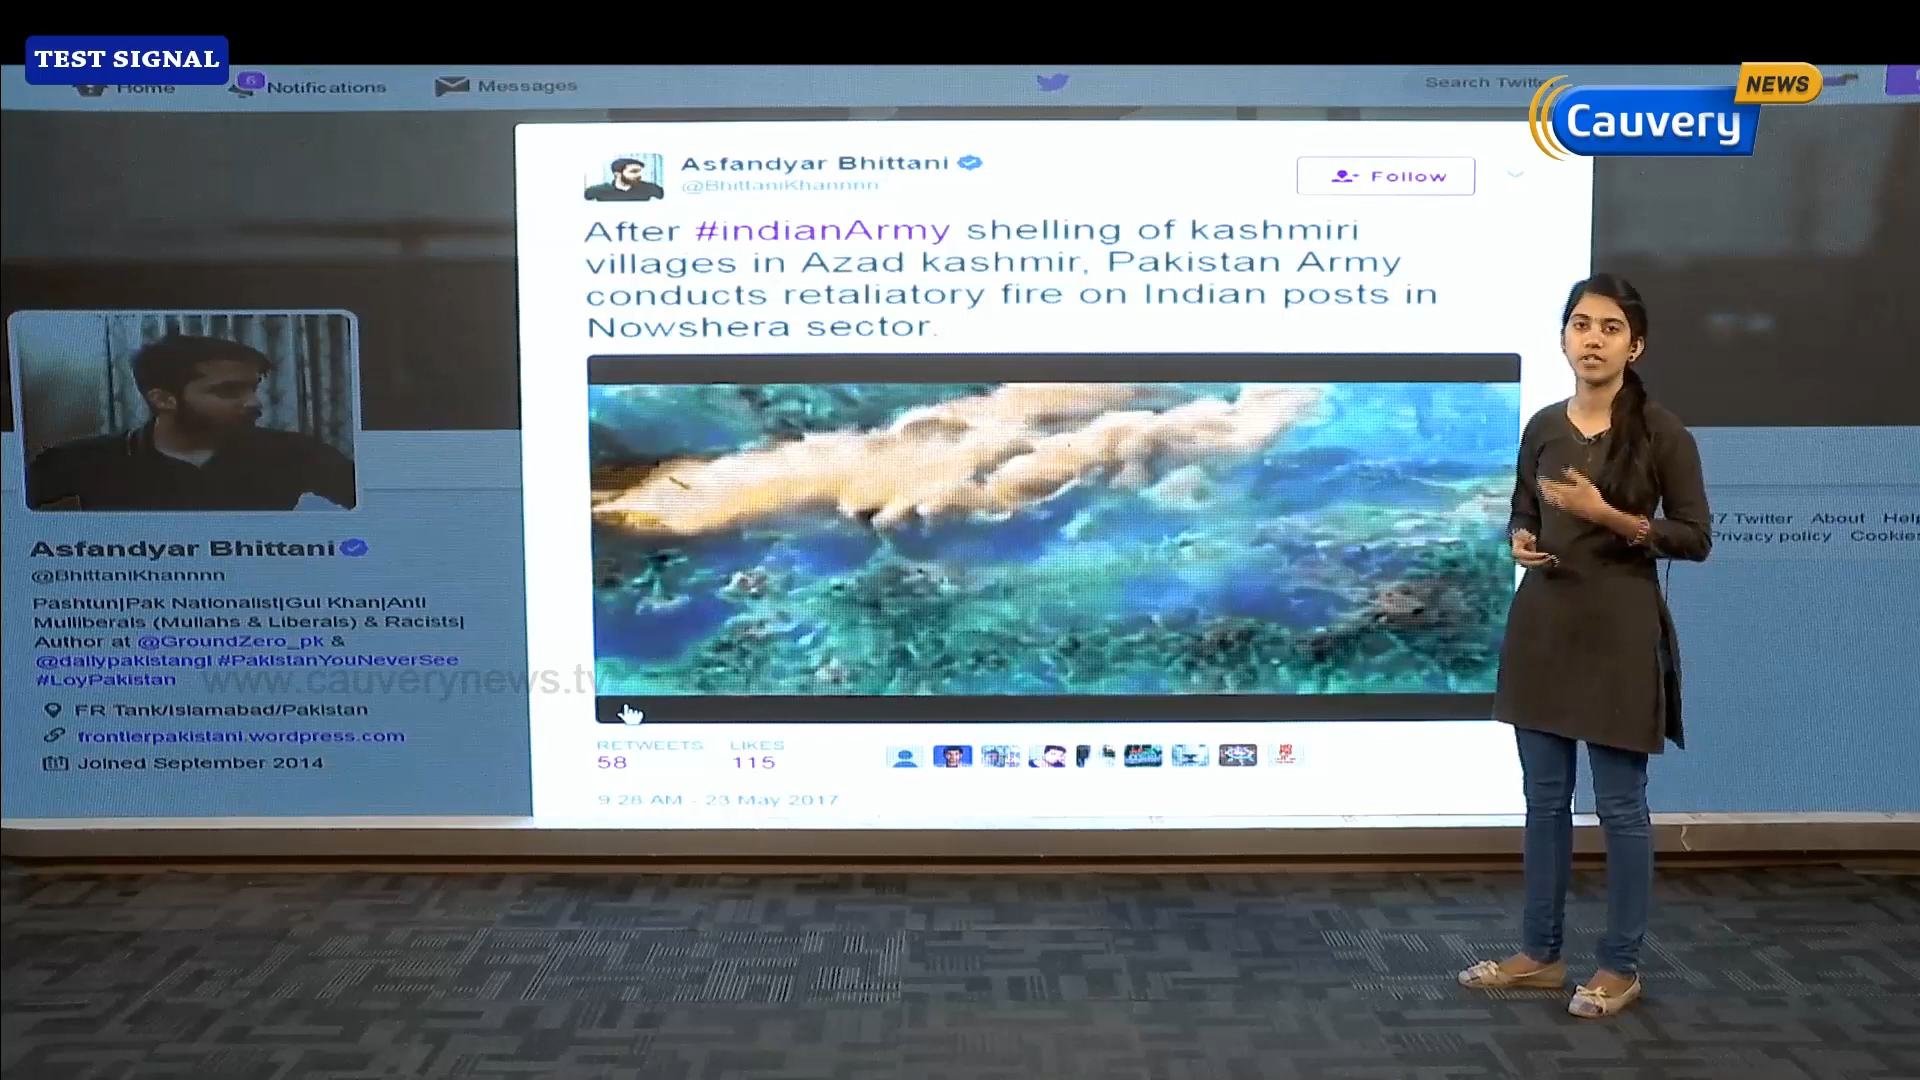 TEST SIGNAL
Home
6
Notifications
Messages
Search Twitte
Cauvery
NEWS
Asfandyar Bhittani
@BhittaniKhannnn
Follow
After #indianArmy shelling of kashmiri
villages in Azad kashmir, Pakistan Army
conducts retaliatory fire on Indian posts in
Nowshera sector.
Asfandyar Bhittani
@BhittaniKhannnn
Pashtun|Pak Nationalist|Gul Khan|Anti
Mulliberals (Mullahs & Liberals) & Racists|
Author at @GroundZero_pk &
@dailypakistangl #PakistanYouNeverSee
#LoyPakistan
FR Tank/Islamabad/Pakistan
frontierpakistani.wordpress.com
Joined September 2014
www.cauverynews.tv
RETWEETS
58
LIKES
115
9:28 AM - 23 May 2017
17 Twitter About Help
Privacy policy Cookies